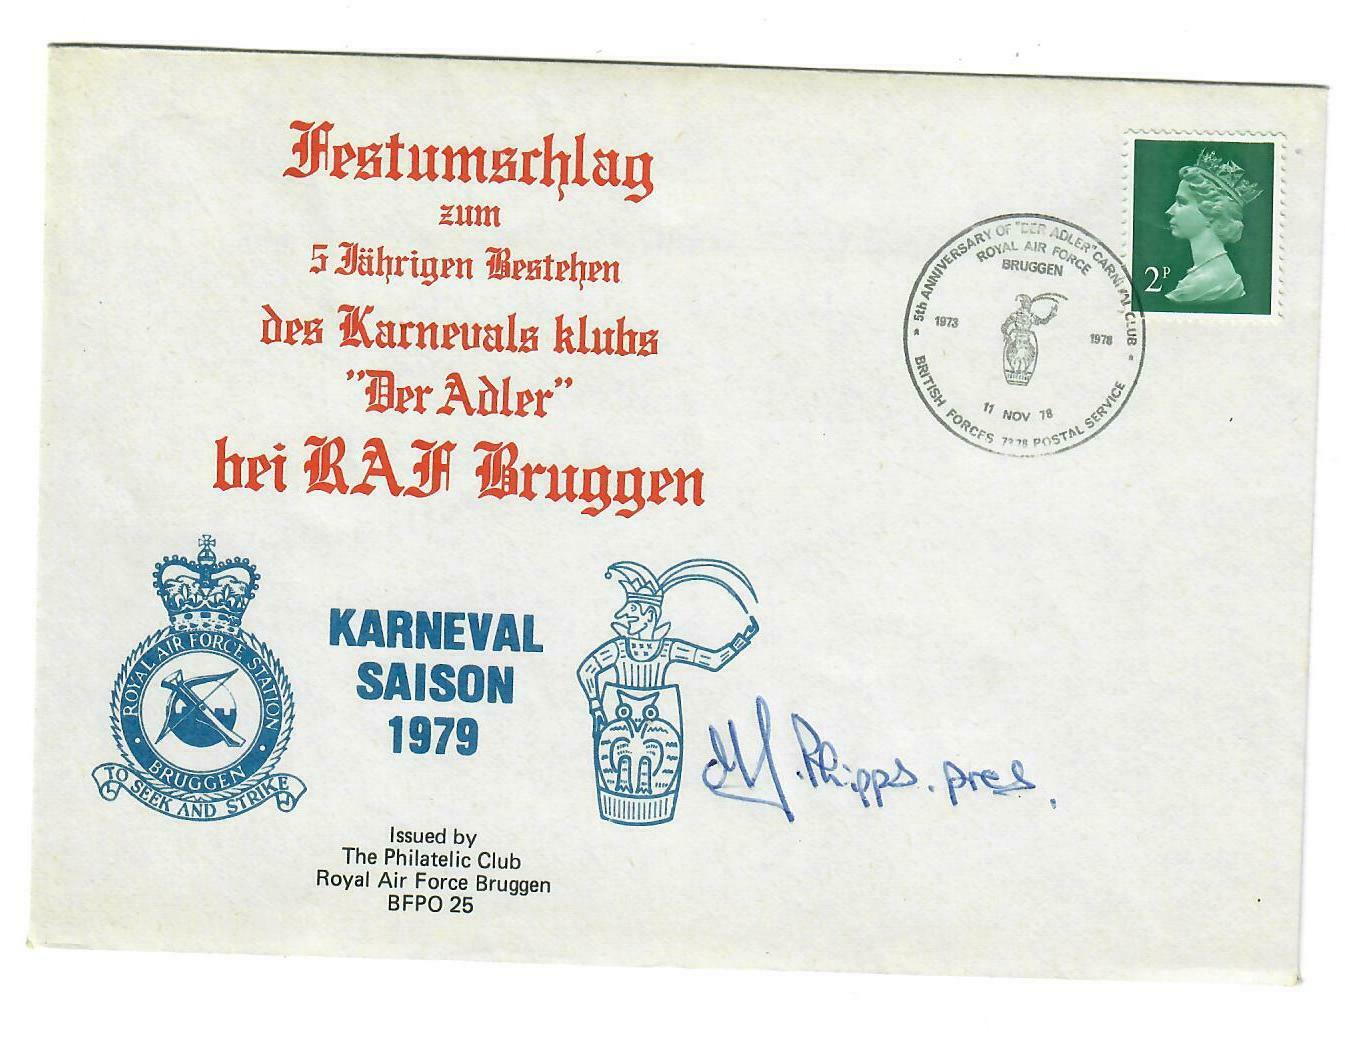 Festumschlag
zum
5 Jährigen Bestehen
des Karnevals klubs
"Der Adler"
bei RAF Bruggen
2P
5th ANNIVERSARY OF "DER ADLER" CARNIVAL CLUB
ROYAL AIR FORCE
BRUGGEN
1973
1978
11 NOV 78
BRITISH FORCES POSTAL SERVICE
ROYAL AIR FORCE STATION
BRUGGEN
TO SEEK AND STRIKE
KARNEVAL
SAISON
1979
Phipps. pres.
Issued by
The Philatelic Club
Royal Air Force Bruggen
BFPO 25